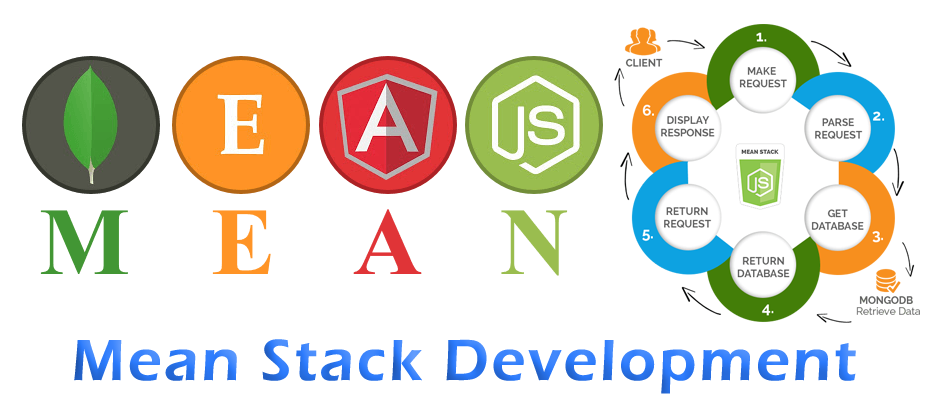 E
A
JS
M E A N
Mean Stack Development
CLIENT
1.
MAKE
REQUEST
2.
PARSE
REQUEST
3.
GET
DATABASE
MONGODB
Retrieve Data
4.
RETURN
DATABASE
5.
RETURN
REQUEST
6.
DISPLAY
RESPONSE
MEAN STACK
JS